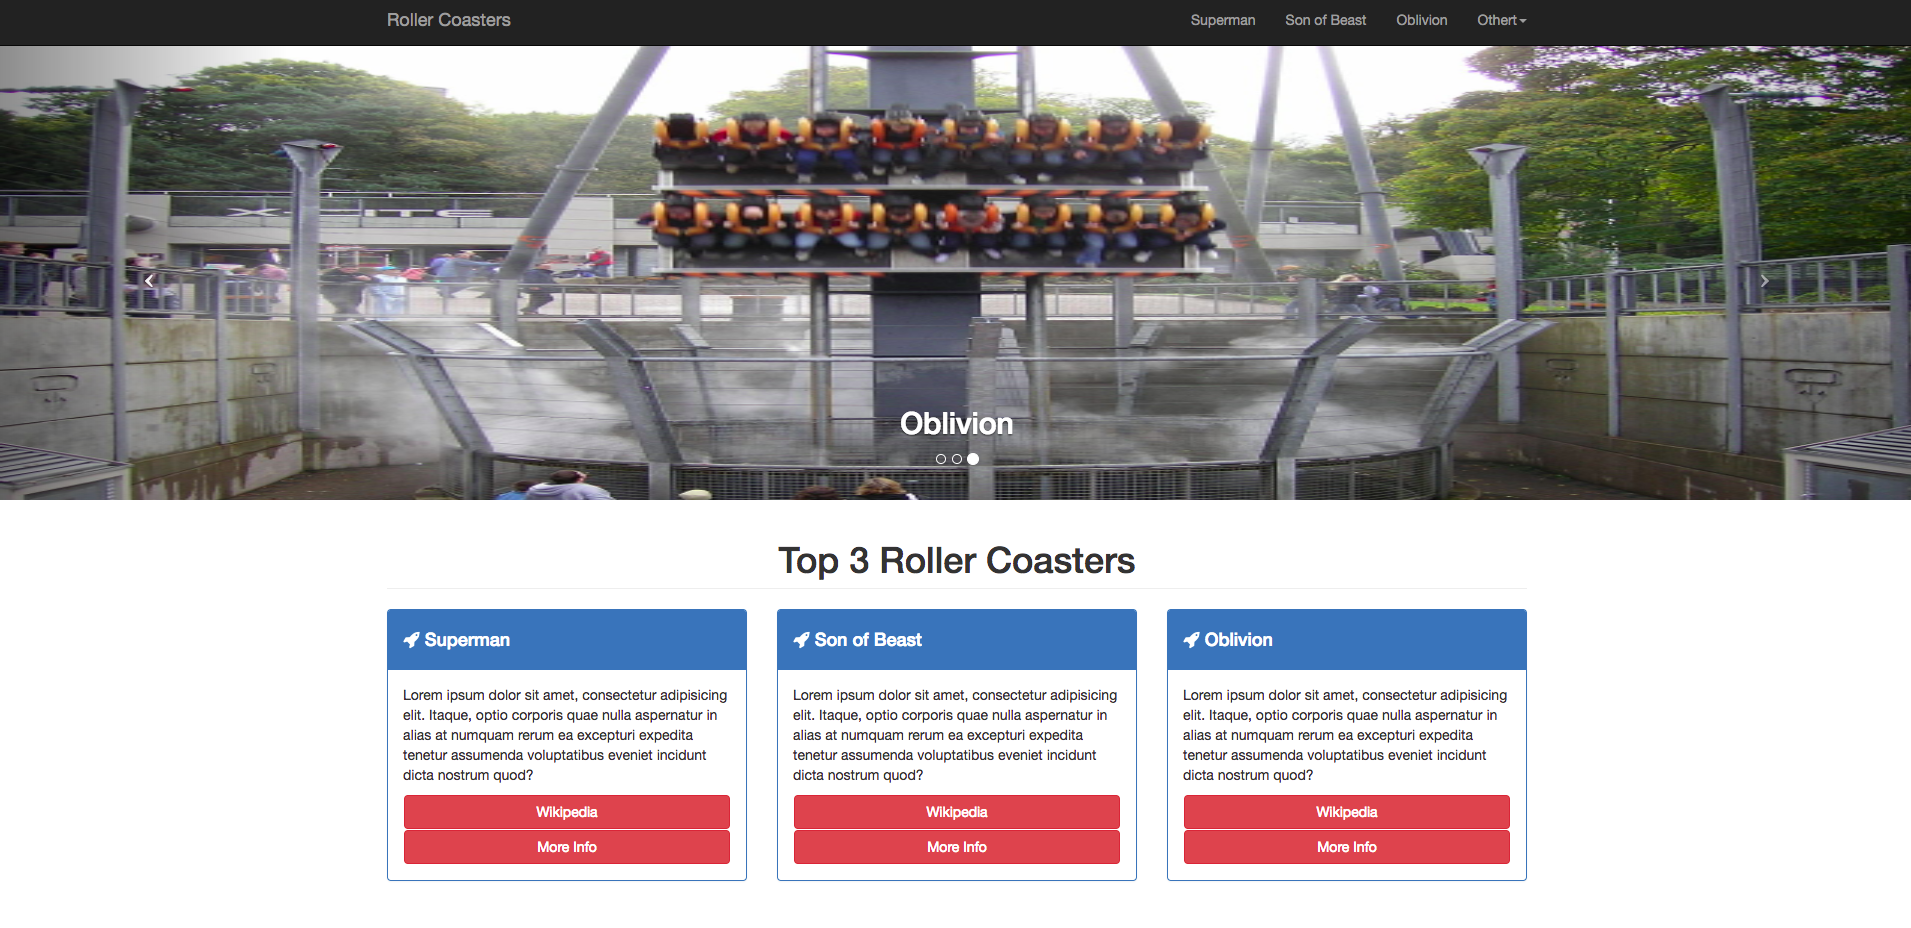 Roller Coasters
Superman Son of Beast Oblivion Othert
X SITE
Oblivion
Top 3 Roller Coasters
Superman
Lorem ipsum dolor sit amet, consectetur adipisicing
elit. Itaque, optio corporis quae nulla aspernatur in
alias at numquam rerum ea excepturi expedita
tenetur assumenda voluptatibus eveniet incidunt
dicta nostrum quod?
Wikipedia
More Info
Son of Beast
Lorem ipsum dolor sit amet, consectetur adipisicing
elit. Itaque, optio corporis quae nulla aspernatur in
alias at numquam rerum ea excepturi expedita
tenetur assumenda voluptatibus eveniet incidunt
dicta nostrum quod?
Wikipedia
More Info
Oblivion
Lorem ipsum dolor sit amet, consectetur adipisicing
elit. Itaque, optio corporis quae nulla aspernatur in
alias at numquam rerum ea excepturi expedita
tenetur assumenda voluptatibus eveniet incidunt
dicta nostrum quod?
Wikipedia
More Info